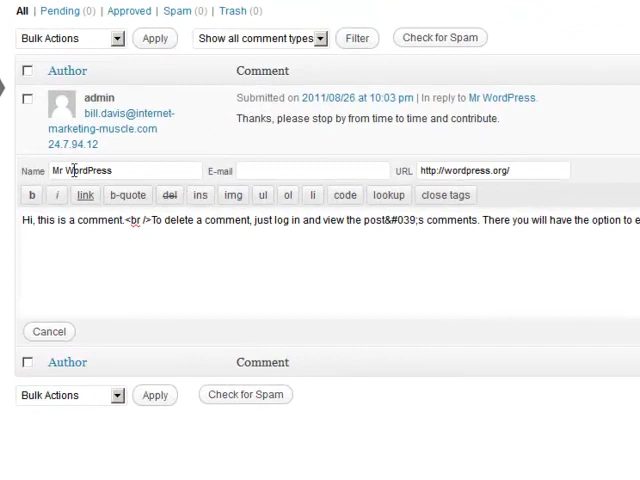 All | Pending (0) | Approved | Spam (0) | Trash (0)
Bulk Actions Apply Show all comment types Filter Check for Spam
Author Comment
admin
bill.davis@internet-
marketing-muscle.com
24.7.94.12
Submitted on 2011/08/26 at 10:03 pm | In reply to Mr WordPress.
Thanks, please stop by from time to time and contribute.
Name Mr WordPress E-mail URL http://wordpress.org/
b i link b-quote del ins img ul ol li code lookup close tags
Hi, this is a comment.<br />To delete a comment, just log in and view the post&#039;s comments. There you will have the option to e
Cancel
Author Comment
Bulk Actions Apply Check for Spam